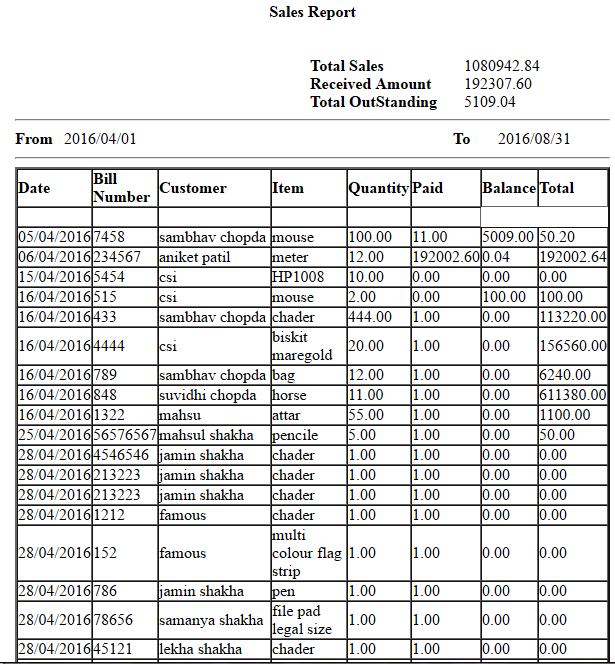 Sales Report
Total Sales 1080942.84
Received Amount 192307.60
Total OutStanding 5109.04
From 2016/04/01 To 2016/08/31
Date Bill Number Customer Item Quantity Paid Balance Total
05/04/2016 7458 sambhav chopda mouse 100.00 11.00 5009.00 50.20
06/04/2016 234567 aniket patil meter 12.00 192002.60 0.04 192002.64
15/04/2016 5454 csi HP1008 10.00 0.00 0.00 0.00
16/04/2016 515 csi mouse 2.00 0.00 100.00 100.00
16/04/2016 433 sambhav chopda chader 444.00 1.00 0.00 113220.00
16/04/2016 4444 csi biskit maregold 20.00 1.00 0.00 156560.00
16/04/2016 789 sambhav chopda bag 12.00 1.00 0.00 6240.00
16/04/2016 848 suvidhi chopda horse 11.00 1.00 0.00 611380.00
16/04/2016 1322 mahsu attar 55.00 1.00 0.00 1100.00
25/04/2016 56576567 mahsul shakha pencile 5.00 1.00 0.00 50.00
28/04/2016 4546546 jamin shakha chader 1.00 1.00 0.00 0.00
28/04/2016 213223 jamin shakha chader 1.00 1.00 0.00 0.00
28/04/2016 213223 jamin shakha chader 1.00 1.00 0.00 0.00
28/04/2016 1212 famous chader 1.00 1.00 0.00 0.00
28/04/2016 152 famous multi colour flag strip 1.00 1.00 0.00 0.00
28/04/2016 786 jamin shakha pen 1.00 1.00 0.00 0.00
28/04/2016 78656 samanya shakha file pad legal size 1.00 1.00 0.00 0.00
28/04/2016 45121 lekha shakha chader 1.00 1.00 0.00 0.00